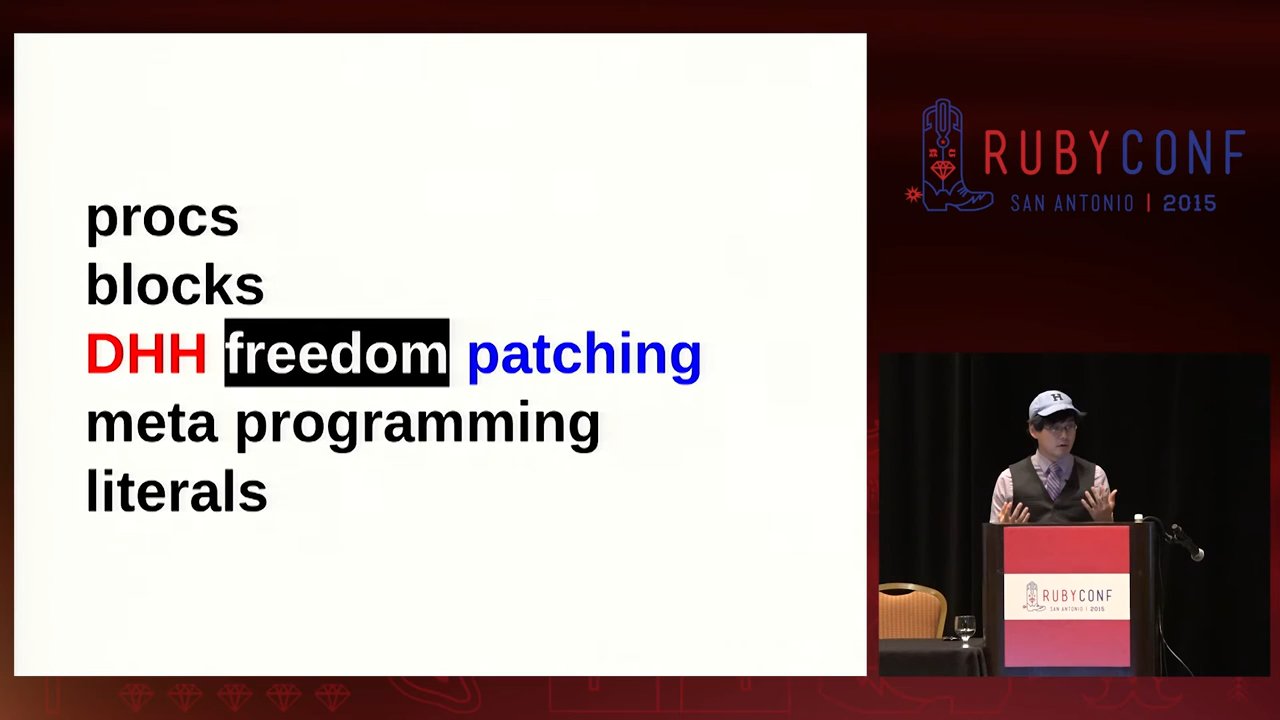 procs
blocks
DHH freedom patching
meta programming
literals
RUBYCONF
SAN ANTONIO | 2015
H
RUBYCONF
SAN ANTONIO | 2015